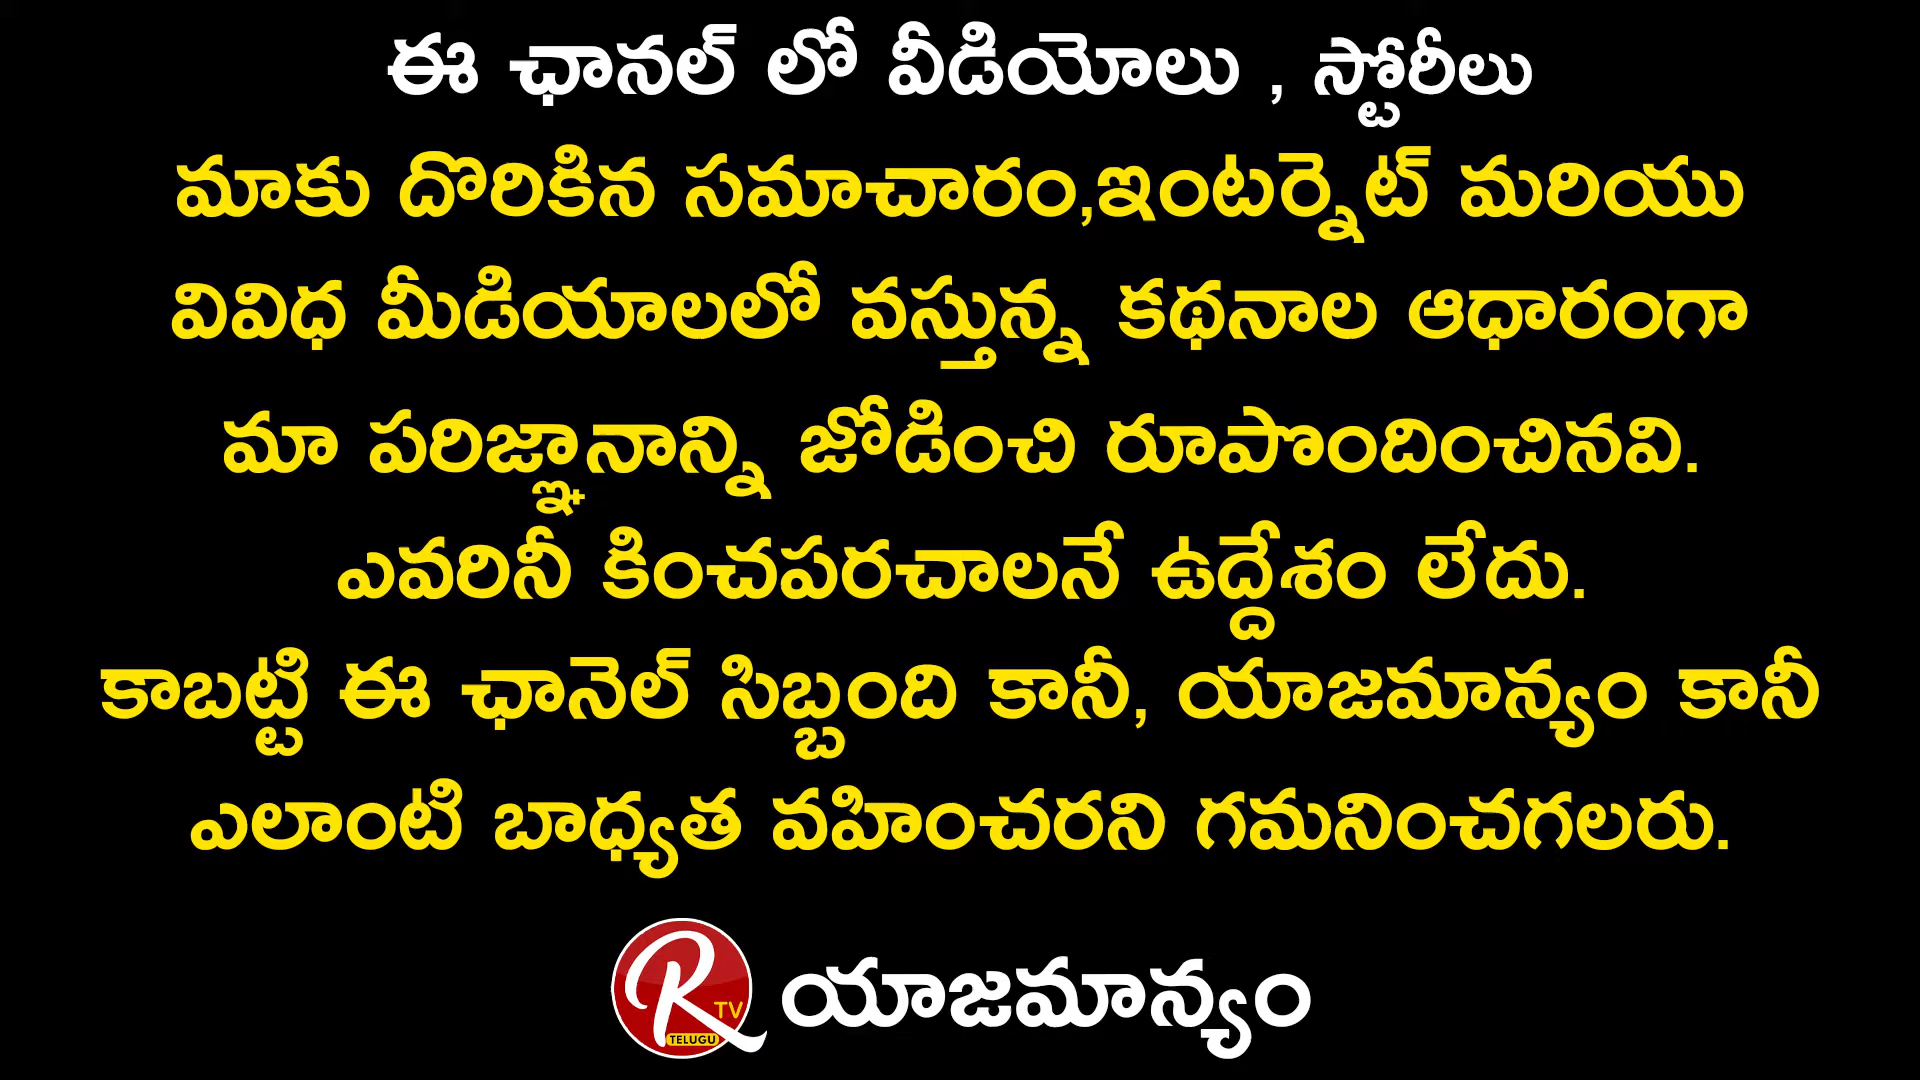 ఈ ఛానల్ లో వీడియోలు , స్టోరీలు
మాకు దొరికిన సమాచారం,ఇంటర్నెట్ మరియు
వివిధ మీడియాలలో వస్తున్న కథనాల ఆధారంగా
మా పరిజ్ఞానాన్ని జోడించి రూపొందించినవి.
ఎవరినీ కించపరచాలనే ఉద్దేశం లేదు.
కాబట్టి ఈ ఛానెల్ సిబ్బంది కానీ, యాజమాన్యం కానీ
ఎలాంటి బాధ్యత వహించరని గమనించగలరు.
R TV TELUGU యాజమాన్యం